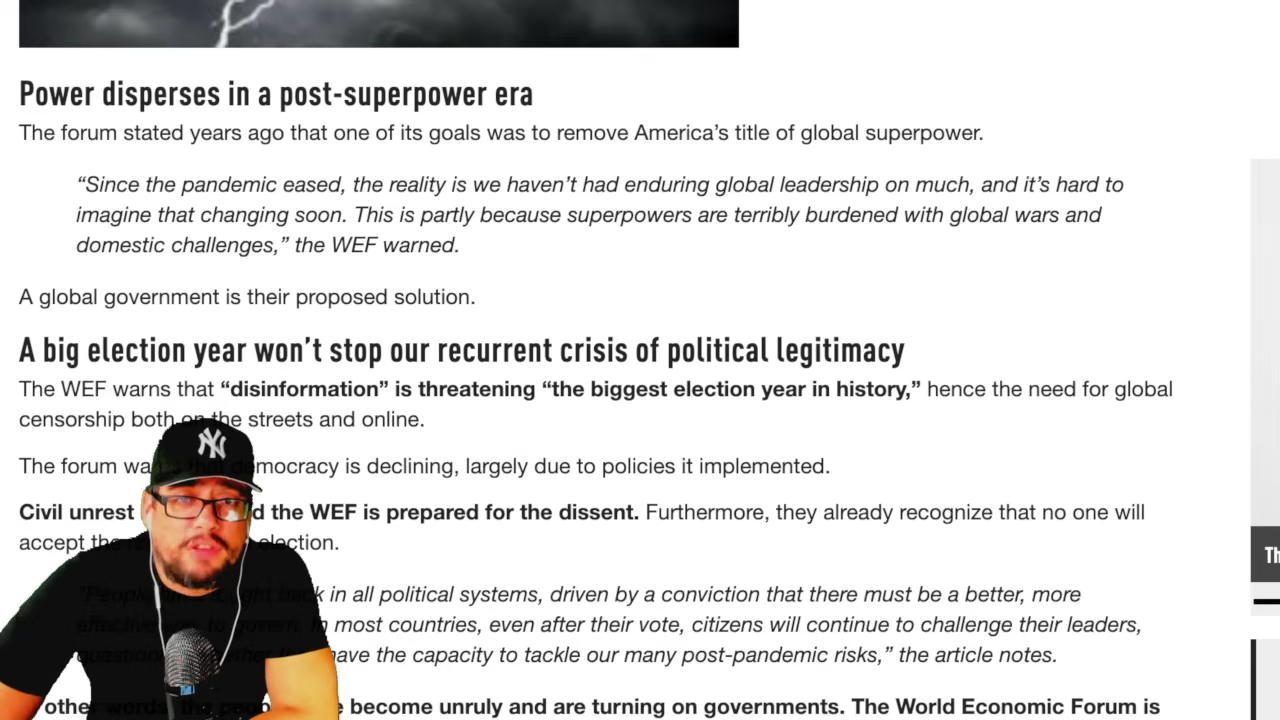 Power disperses in a post-superpower era
The forum stated years ago that one of its goals was to remove America’s title of global superpower.
“Since the pandemic eased, the reality is we haven’t had enduring global leadership on much, and it’s hard to
imagine that changing soon. This is partly because superpowers are terribly burdened with global wars and
domestic challenges,” the WEF warned.
A global government is their proposed solution.
A big election year won’t stop our recurrent crisis of political legitimacy
The WEF warns that “disinformation” is threatening “the biggest election year in history,” hence the need for global
censorship both on the streets and online.
The forum democracy is declining, largely due to policies it implemented.
Civil unrest the WEF is prepared for the dissent. Furthermore, they already recognize that no one will
accept the election.
in all political systems, driven by a conviction that there must be a better, more
most countries, even after their vote, citizens will continue to challenge their leaders,
have the capacity to tackle our many post-pandemic risks,” the article notes.
other words, the become unruly and are turning on governments. The World Economic Forum is
NY
Th